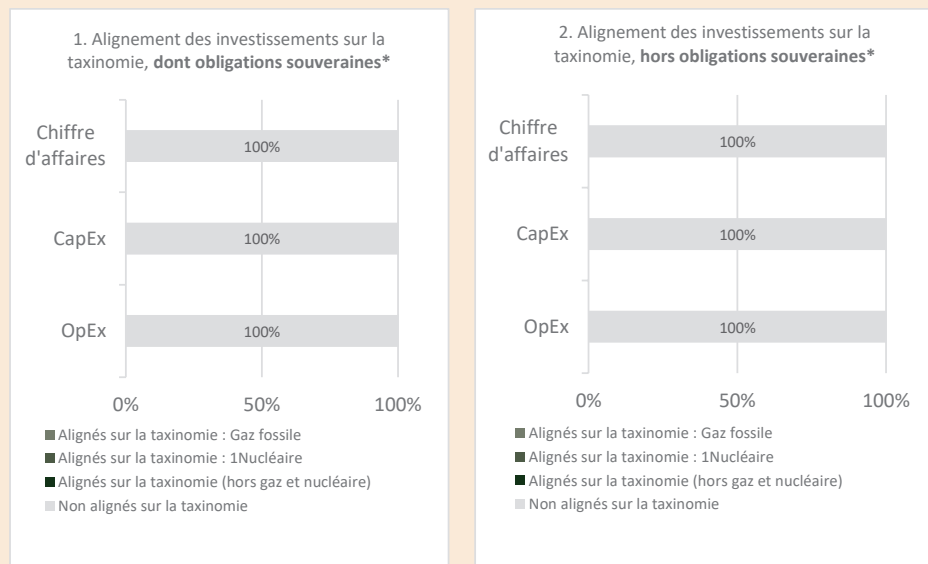 1. Alignement des investissements sur la
taxinomie, dont obligations souveraines*
Chiffre
d'affaires
100%
CapEx
100%
OpEx
100%
0%
50%
100%
Alignés sur la taxinomie : Gaz fossile
Alignés sur la taxinomie : 1Nucléaire
Alignés sur la taxinomie (hors gaz et nucléaire)
Non alignés sur la taxinomie
2. Alignement des investissements sur la
taxinomie, hors obligations souveraines*
Chiffre
d'affaires
100%
CapEx
100%
OpEx
100%
0%
50%
100%
Alignés sur la taxinomie : Gaz fossile
Alignés sur la taxinomie : 1Nucléaire
Alignés sur la taxinomie (hors gaz et nucléaire)
Non alignés sur la taxinomie